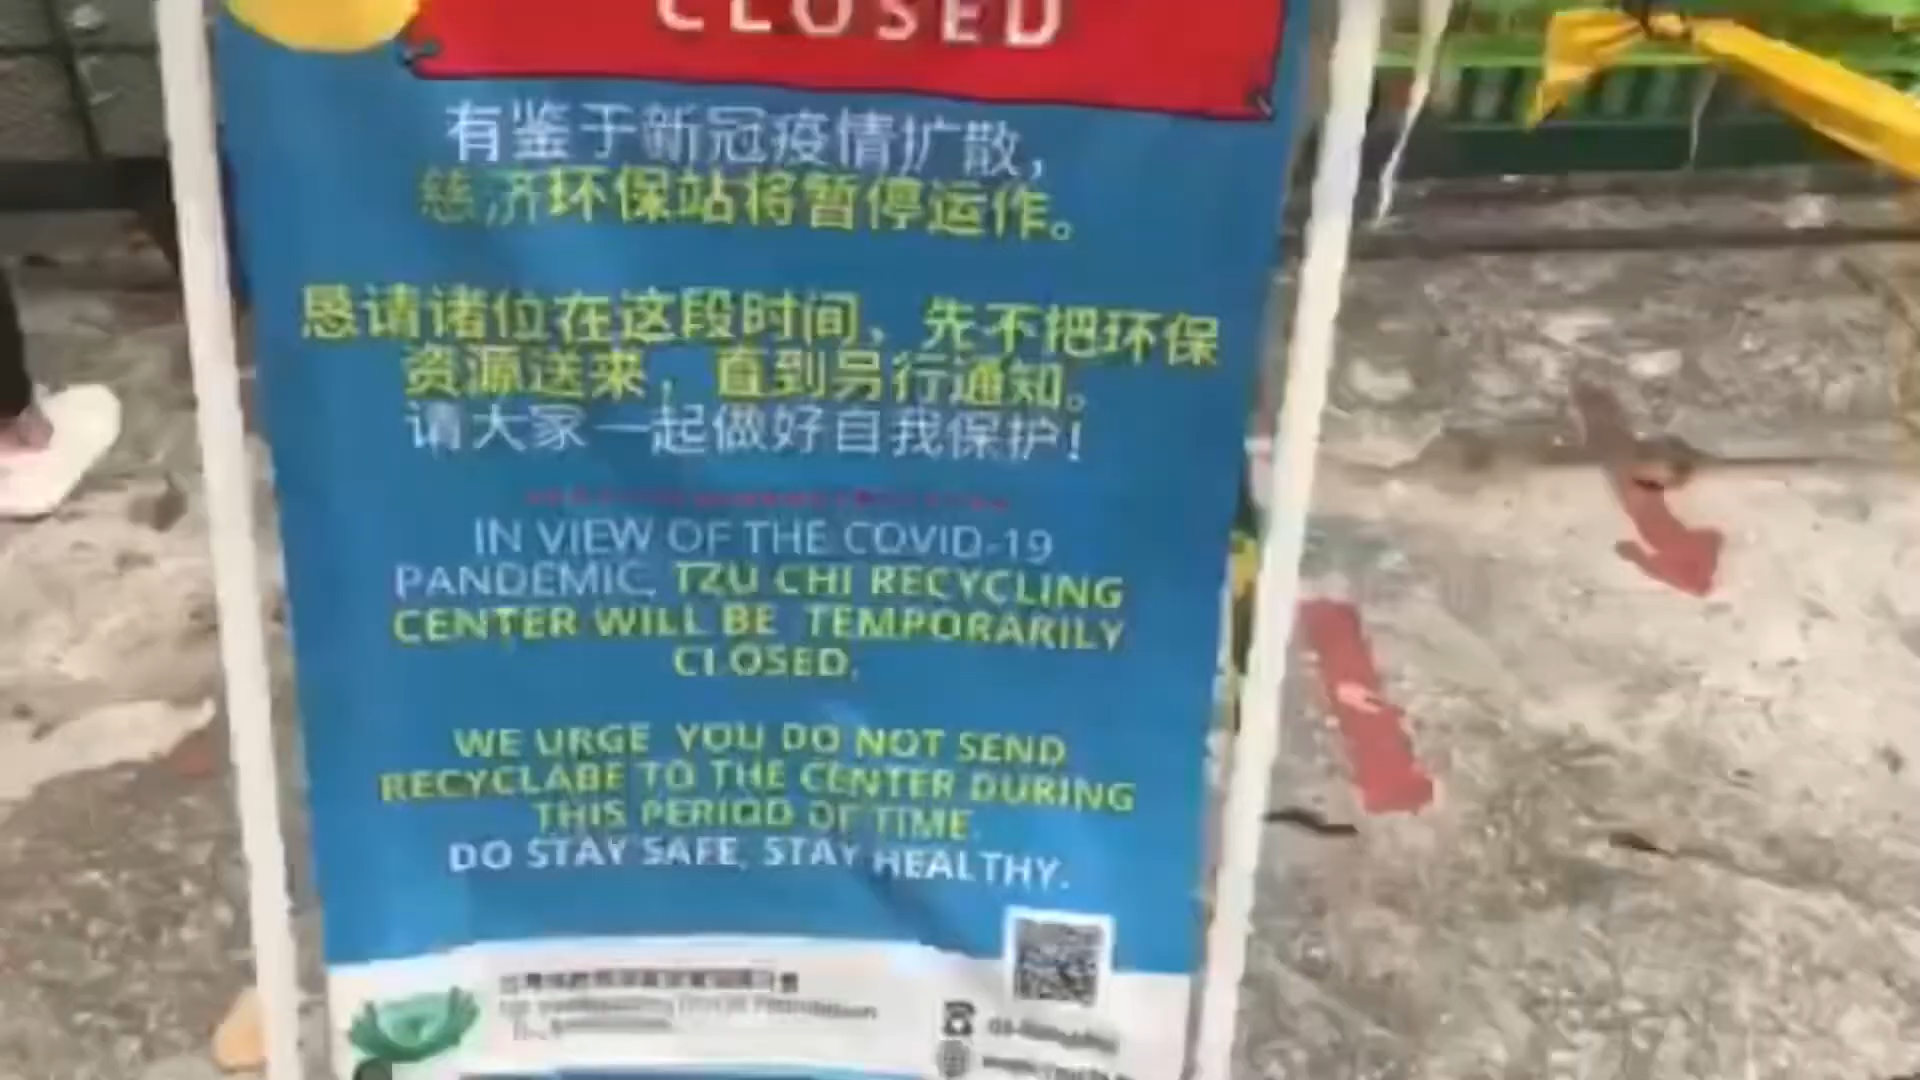 CLOSED
有鉴于新冠疫情扩散，
慈济环保站将暂停运作。
恳请诸位在这段时间，先不把环保
资源送来，直到另行通知。
请大家一起做好自我保护！
IN VIEW OF THE COVID-19
PANDEMIC, TZU CHI RECYCLING
CENTER WILL BE TEMPORARILY
CLOSED.
WE URGE YOU DO NOT SEND
RECYCLABE TO THE CENTER DURING
THIS PERIOD OF TIME.
DO STAY SAFE, STAY HEALTHY.